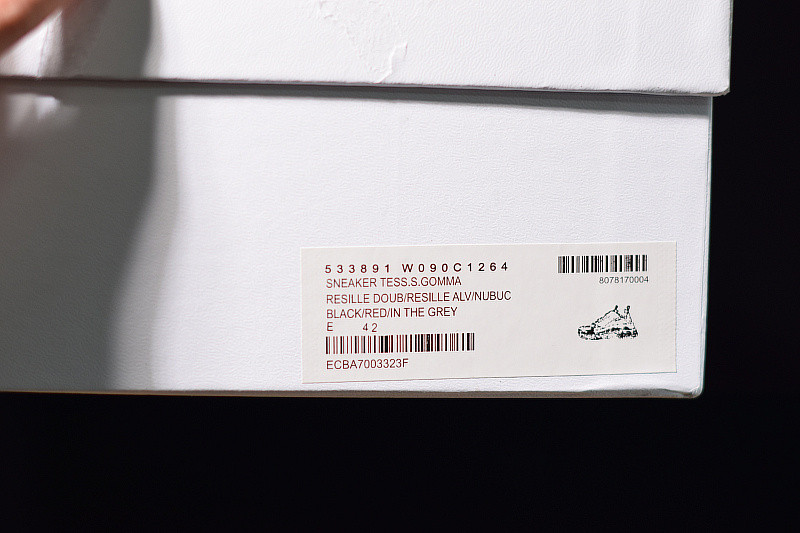 533891 W090C1264
8078170004
SNEAKER TESS.S.GOMMA
RESILLE DOUB/RESILLE ALV/NUBUC
BLACK/RED/IN THE GREY
E 42
ECBA7003323F